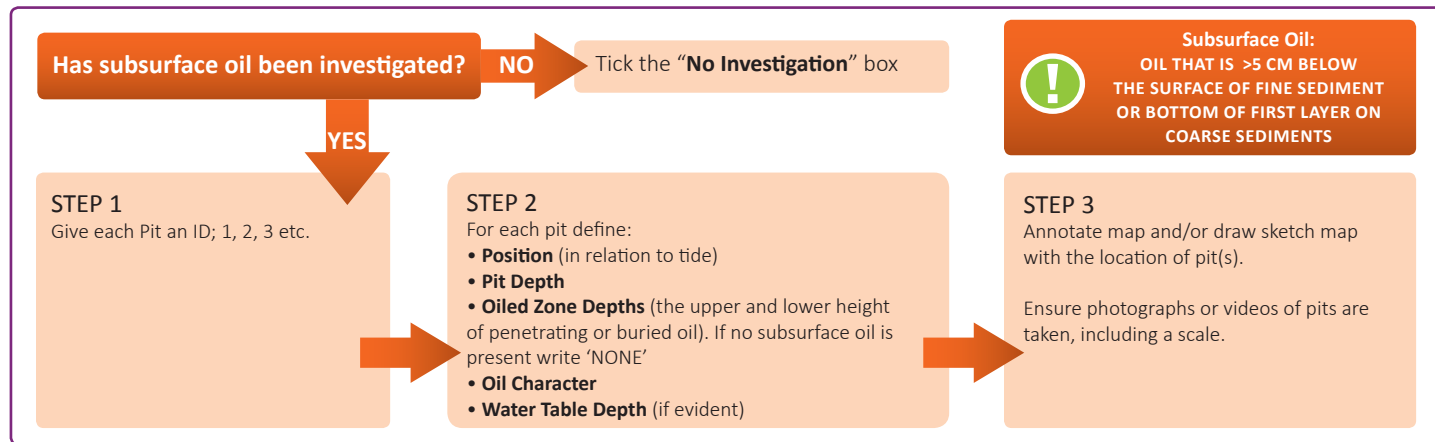 Has subsurface oil been investigated?
NO
Tick the “No Investigation” box
Subsurface Oil:
OIL THAT IS >5 CM BELOW
THE SURFACE OF FINE SEDIMENT
OR BOTTOM OF FIRST LAYER ON
COARSE SEDIMENTS
!
YES
STEP 1
Give each Pit an ID; 1, 2, 3 etc.
STEP 2
For each pit define:
• Position (in relation to tide)
• Pit Depth
• Oiled Zone Depths (the upper and lower height
of penetrating or buried oil). If no subsurface oil is
present write ‘NONE’
• Oil Character
• Water Table Depth (if evident)
STEP 3
Annotate map and/or draw sketch map
with the location of pit(s).
Ensure photographs or videos of pits are
taken, including a scale.